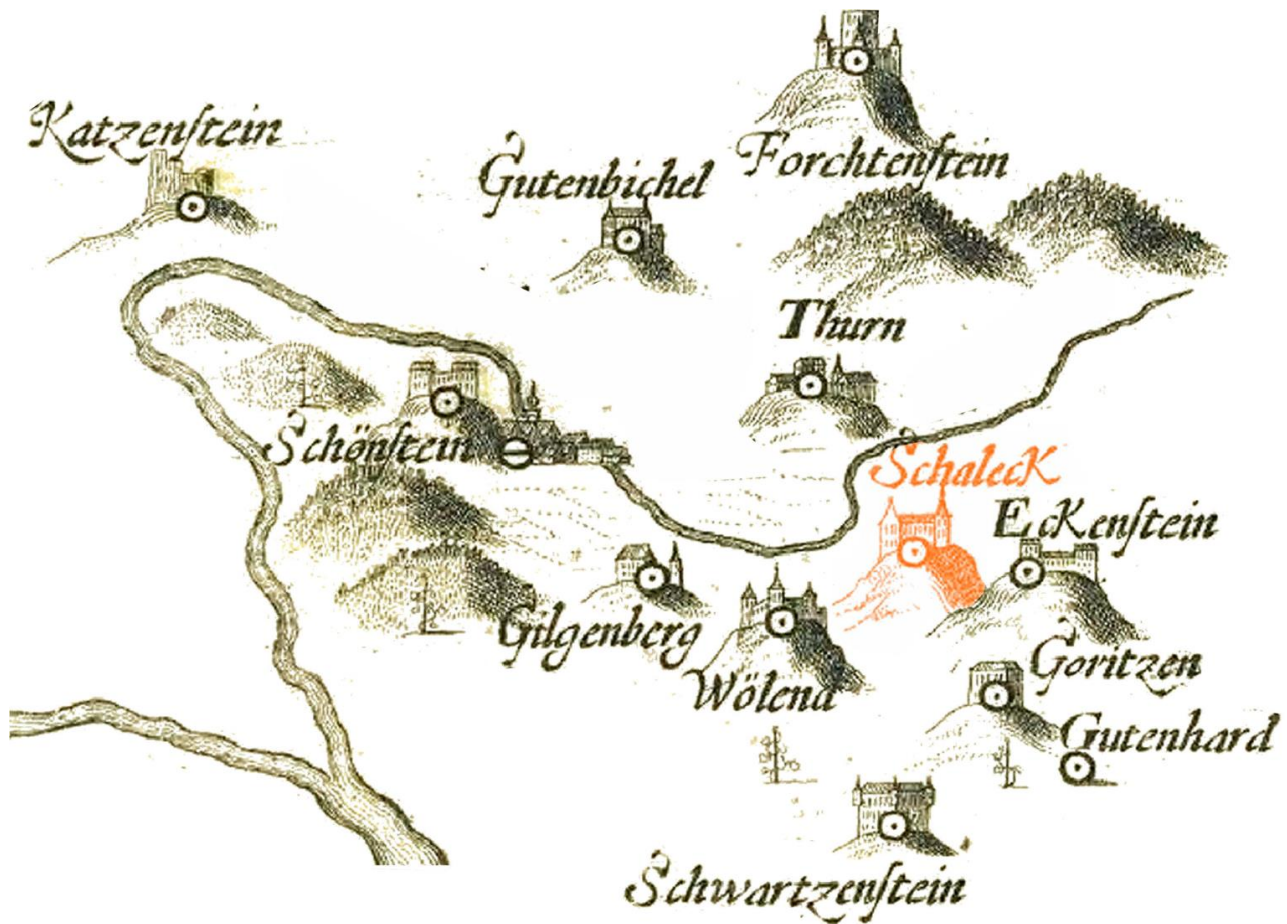 Katzenſtein
Gutenbichel
Forchtenſtein
Thurn
Schönſtein
SchalecK
EcKenſtein
Gilgenberg
Wölena
Goritzen
Gutenhard
Schwartzenſtein